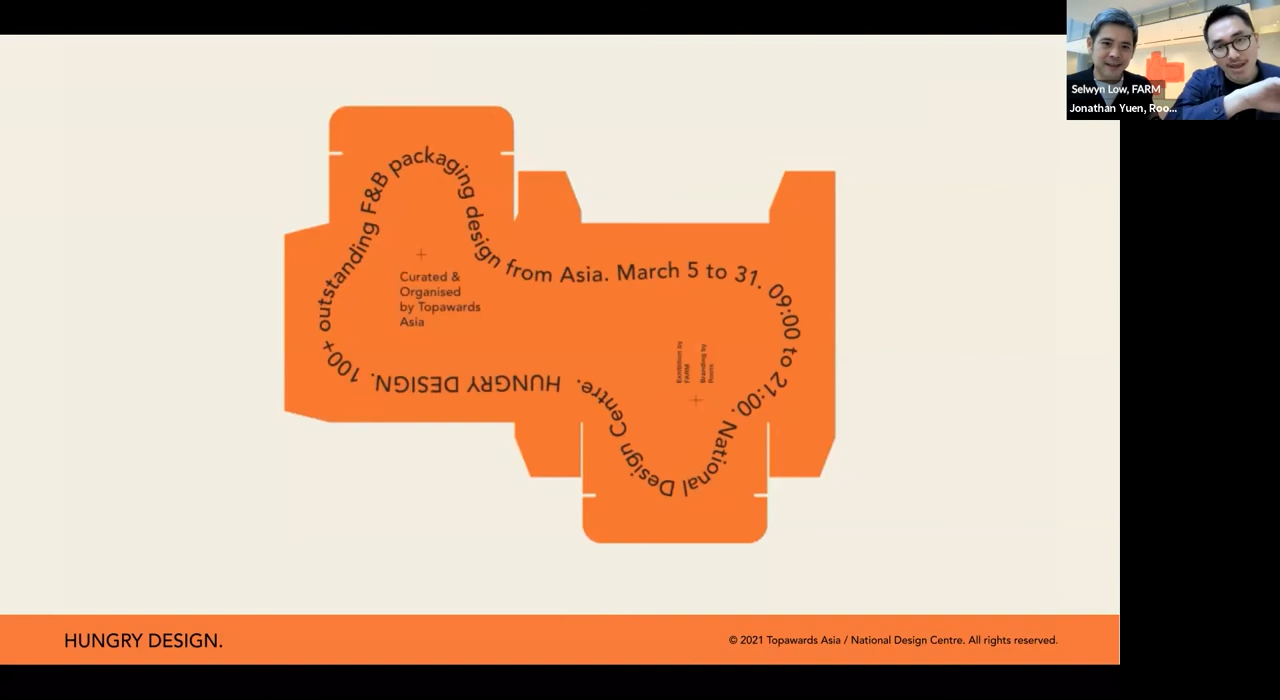 HUNGRY DESIGN. 100+ outstanding F&B packaging design from Asia. March 5 to 31. 09:00 to 21:00. National Design Centre.
Curated &
Organised
by Topawards
Asia
Exhibition by
FARM
Branding by
Roots
HUNGRY DESIGN.
© 2021 Topawards Asia / National Design Centre. All rights reserved.
Selwyn Low, FARM
Jonathan Yuen, Roo...